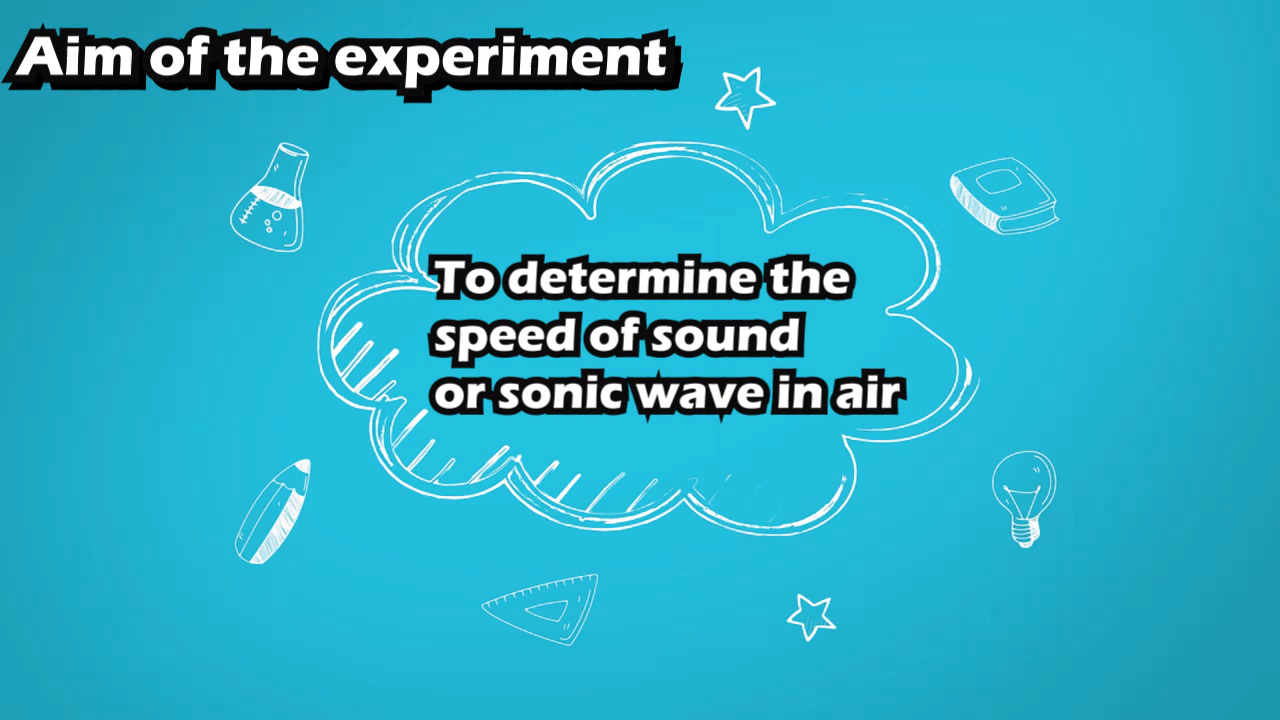 Aim of the experiment
To determine the
speed of sound
or sonic wave in air